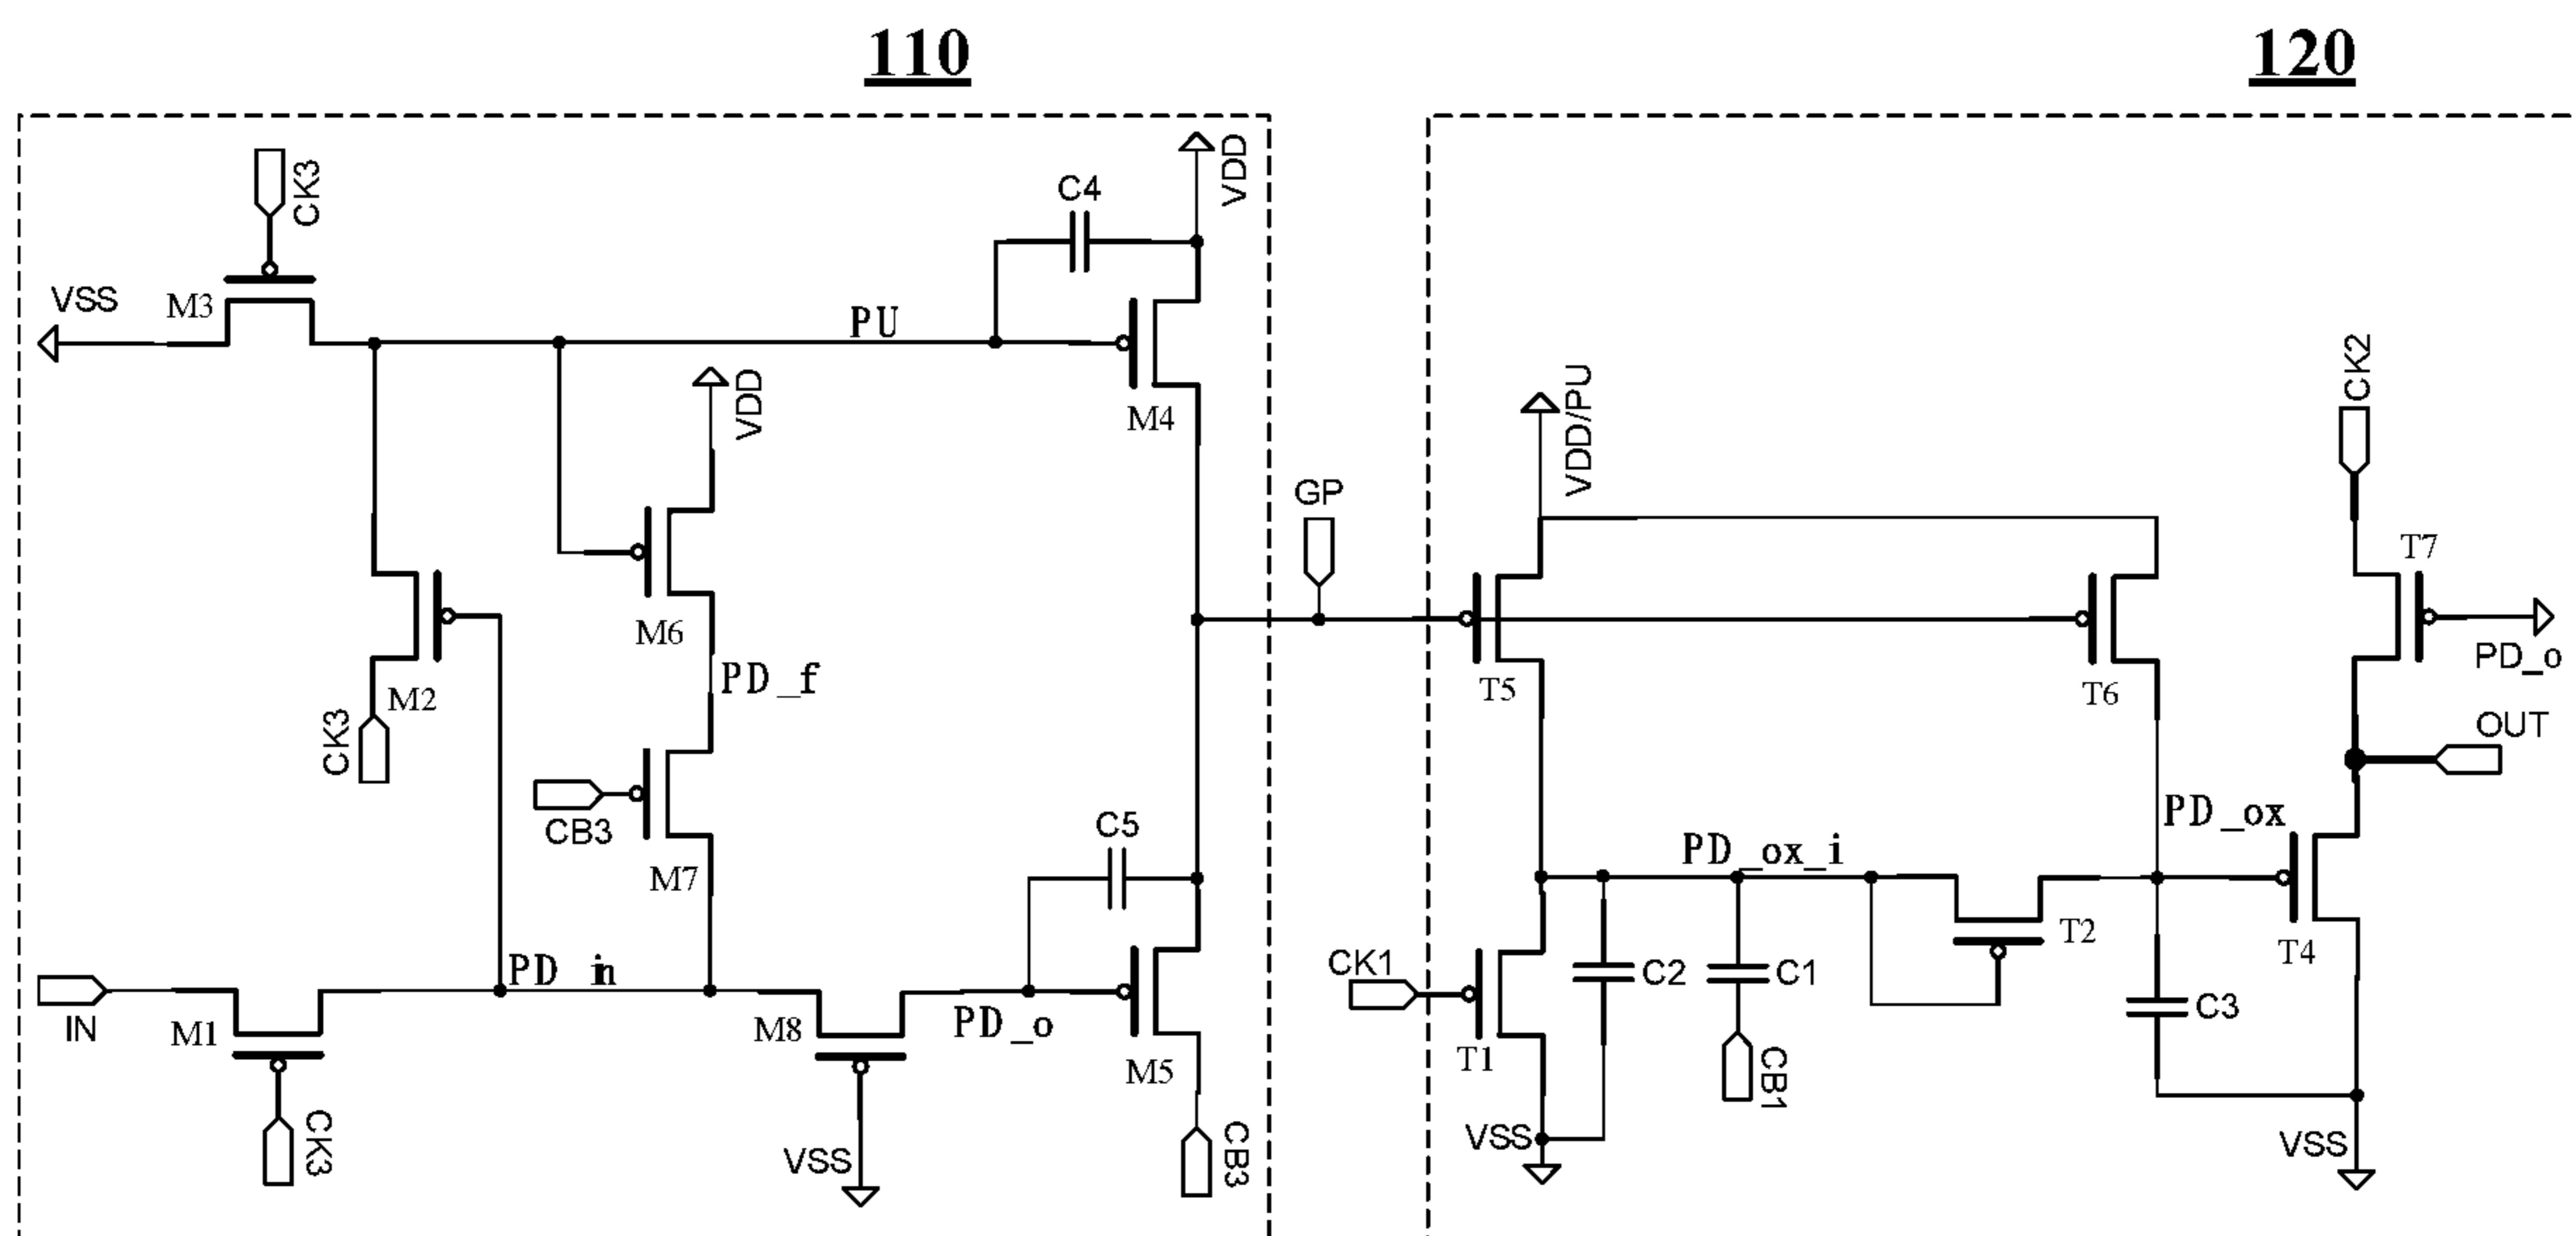 110
120
CK3
VDD
C4
VSS
M3
PU
M4
VDD
VDD/PU
CK2
GP
T7
M6
PD_f
M2
CK3
T5
T6
PD_o
OUT
CB3
M7
C5
PD_ox_i
PD_ox
T2
T4
CK1
C2
C1
C3
IN
M1
PD_in
M8
PD_o
M5
T1
CB1
CK3
VSS
CB3
VSS
VSS